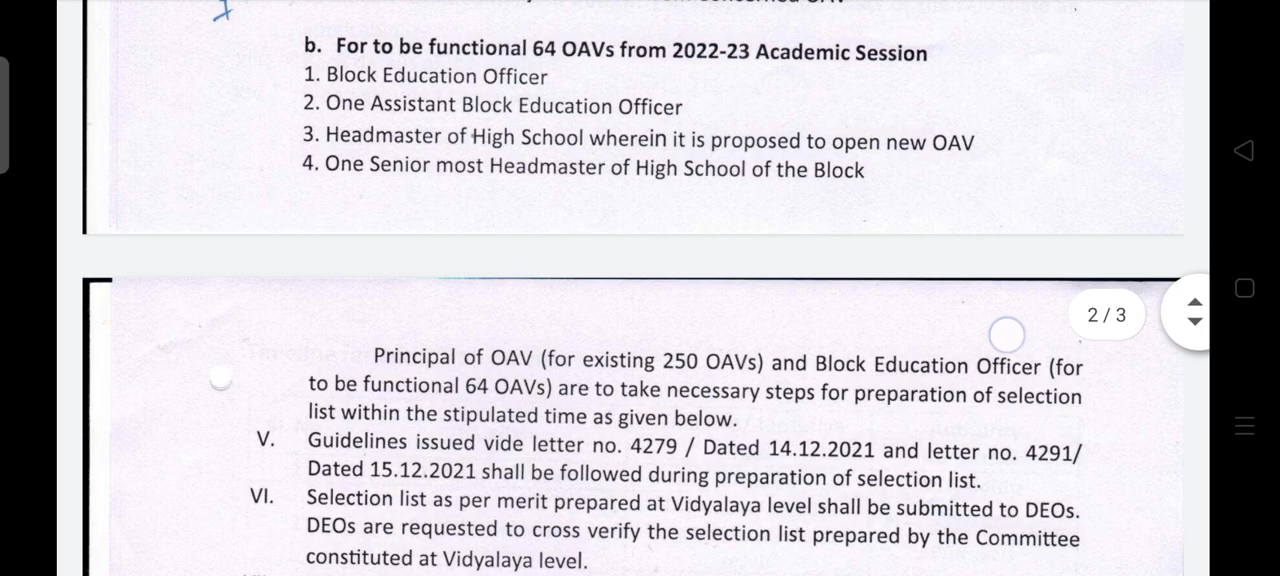 b. For to be functional 64 OAVs from 2022-23 Academic Session
1. Block Education Officer
2. One Assistant Block Education Officer
3. Headmaster of High School wherein it is proposed to open new OAV
4. One Senior most Headmaster of High School of the Block
2 / 3
Principal of OAV (for existing 250 OAVs) and Block Education Officer (for
to be functional 64 OAVs) are to take necessary steps for preparation of selection
list within the stipulated time as given below.
V. Guidelines issued vide letter no. 4279 / Dated 14.12.2021 and letter no. 4291/
Dated 15.12.2021 shall be followed during preparation of selection list.
VI. Selection list as per merit prepared at Vidyalaya level shall be submitted to DEOs.
DEOs are requested to cross verify the selection list prepared by the Committee
constituted at Vidyalaya level.